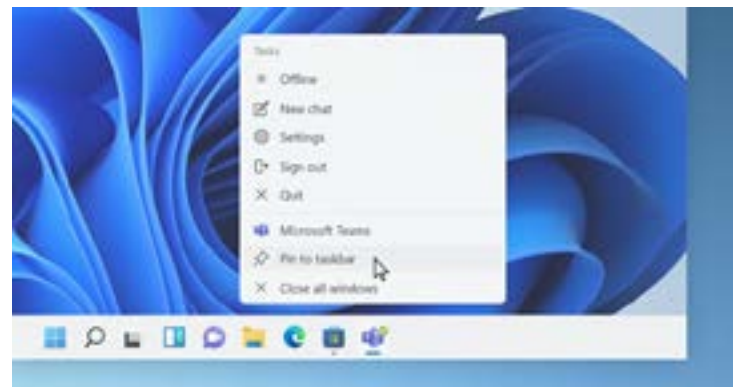 Tasks
Offline
New chat
Settings
Sign out
Quit
Microsoft Teams
Pin to taskbar
Close all windows